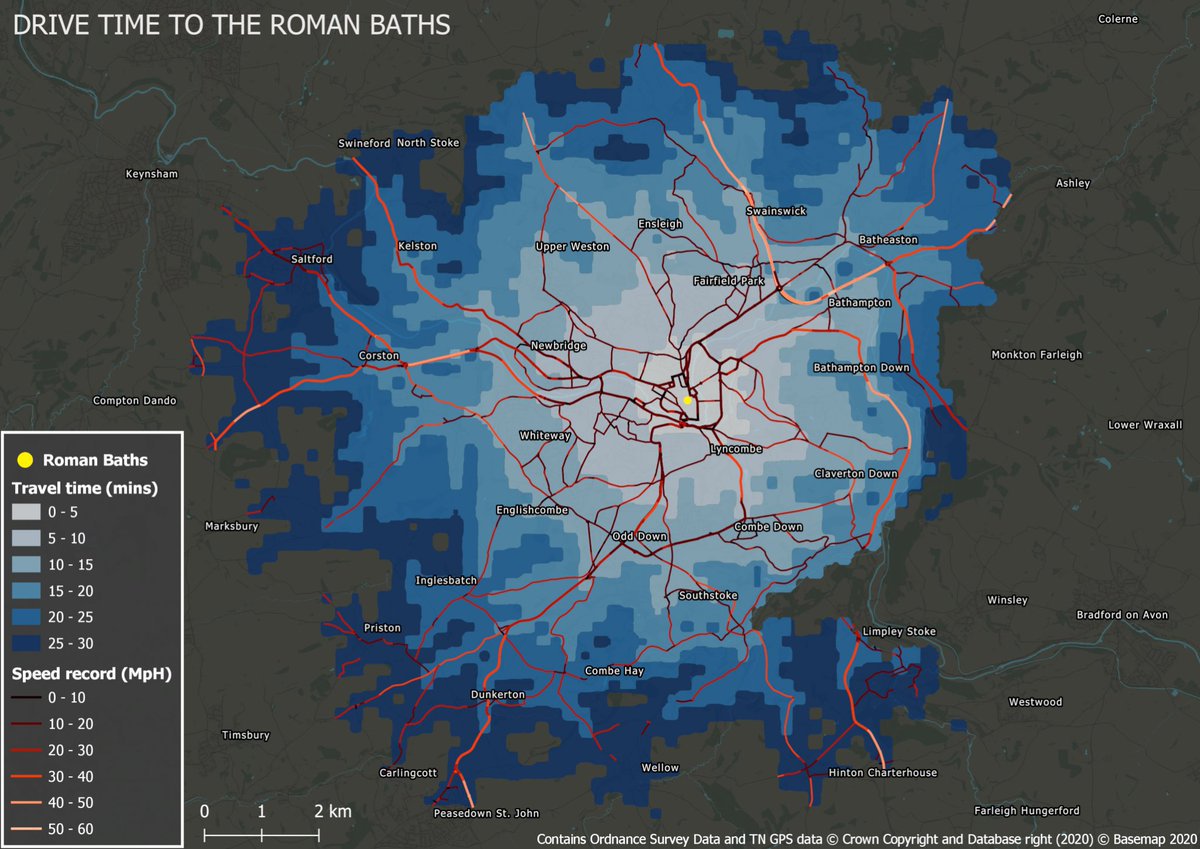 DRIVE TIME TO THE ROMAN BATHS
Colerne
Swineford North Stoke
Keynsham
Ashley
Swainswick
Ensleigh
Batheaston
Kelston
Upper Weston
Saltford
Fairfield Park
Bathampton
Newbridge
Corston
Monkton Farleigh
Bathampton Down
Compton Dando
Lower Wraxall
Whiteway
Lyncombe
Claverton Down
Englishcombe
Marksbury
Combe Down
Odd Down
Inglesbatch
Southstoke
Winsley
Bradford on Avon
Priston
Limpley Stoke
Combe Hay
Dunkerton
Westwood
Timsbury
Wellow
Carlingcott
Hinton Charterhouse
Peasedown St. John
Farleigh Hungerford
Roman Baths
Travel time (mins)
0 - 5
5 - 10
10 - 15
15 - 20
20 - 25
25 - 30
Speed record (MpH)
0 - 10
10 - 20
20 - 30
30 - 40
40 - 50
50 - 60
0 1 2 km
Contains Ordnance Survey Data and TN GPS data © Crown Copyright and Database right (2020) © Basemap 2020